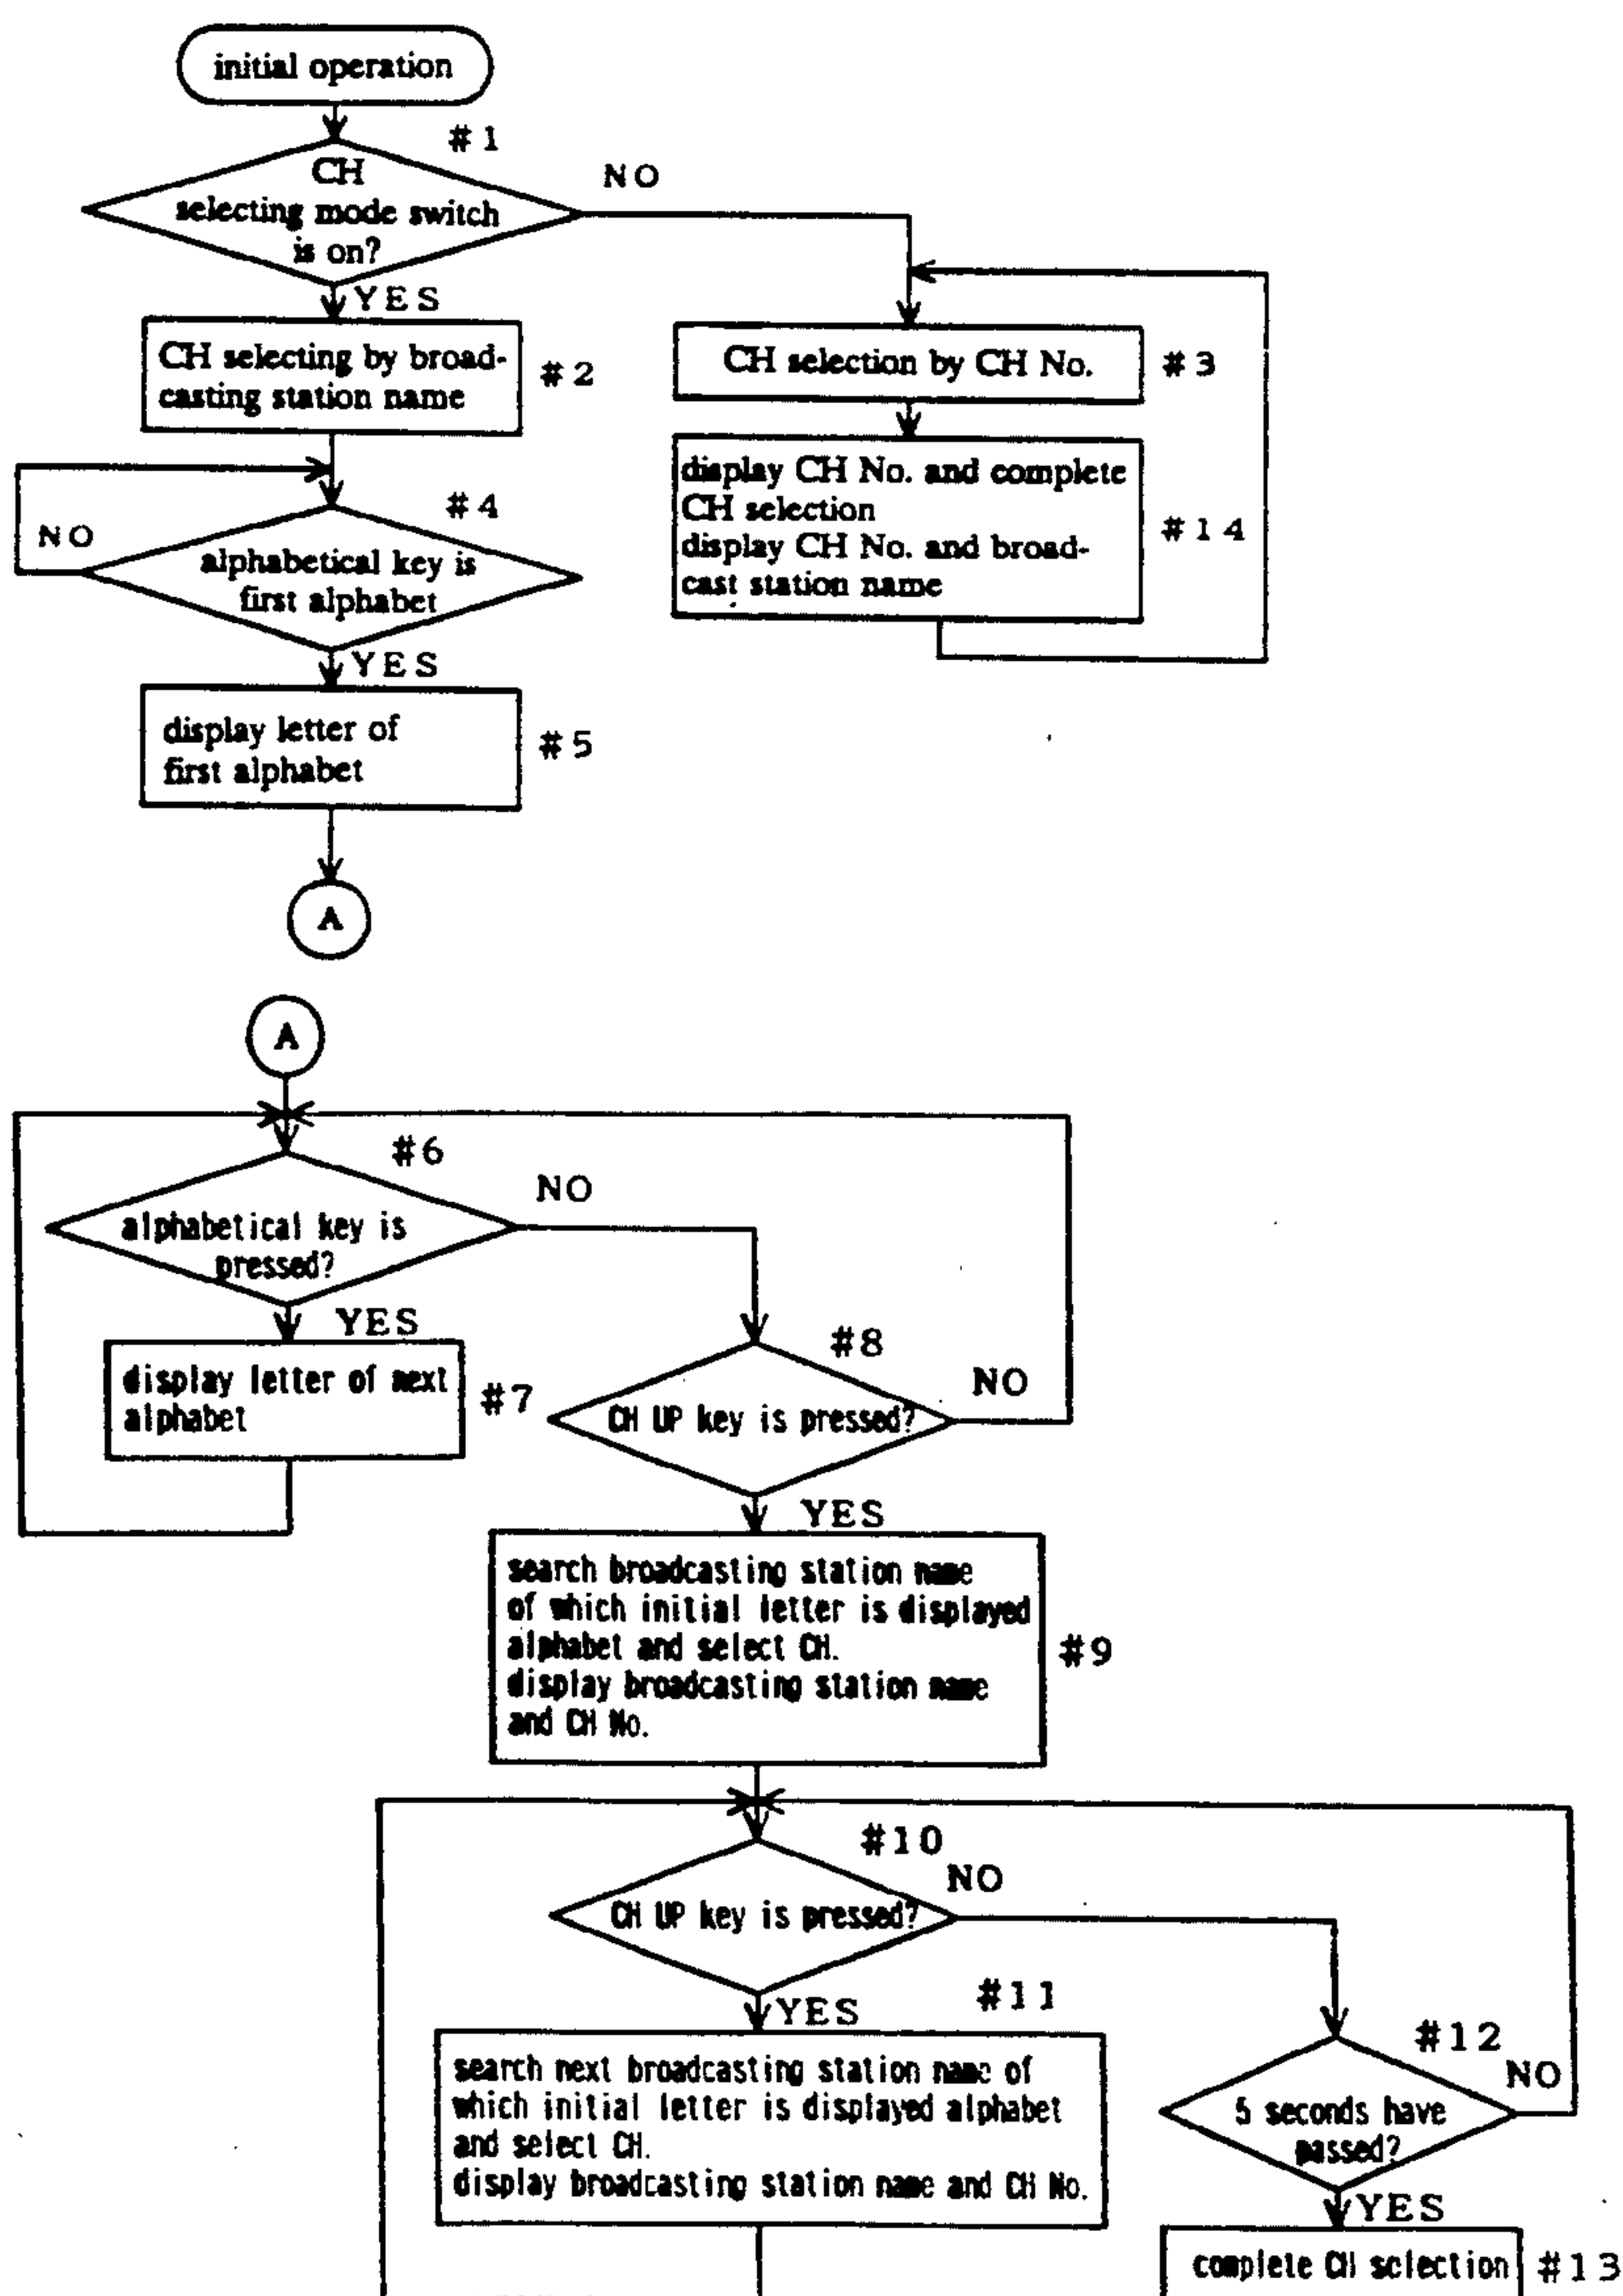 initial operation
#1
CH
selecting mode switch
is on?
NO
YES
CH selecting by broad-
casting station name
#2
CH selection by CH No.
#3
display CH No. and complete
CH selection
display CH No. and broad-
cast station name
#14
#4
NO
alphabetical key is
first alphabet
YES
display letter of
first alphabet
#5
A
A
#6
NO
alphabetical key is
pressed?
YES
display letter of next
alphabet
#7
#8
NO
CH UP key is pressed?
YES
search broadcasting station name
of which initial letter is displayed
alphabet and select CH.
display broadcasting station name
and CH No.
#9
#10
NO
CH UP key is pressed?
YES
#11
search next broadcasting station name of
which initial letter is displayed alphabet
and select CH.
display broadcasting station name and CH No.
#12
NO
5 seconds have
passed?
YES
complete CH selection
#13